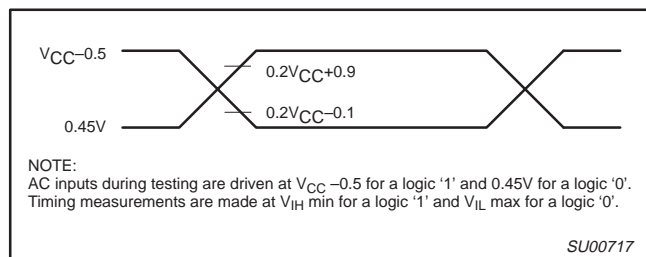 VCC–0.5
0.2VCC+0.9
0.2VCC–0.1
0.45V
NOTE:
AC inputs during testing are driven at VCC –0.5 for a logic ‘1’ and 0.45V for a logic ‘0’.
Timing measurements are made at VIH min for a logic ‘1’ and VIL max for a logic ‘0’.
SU00717